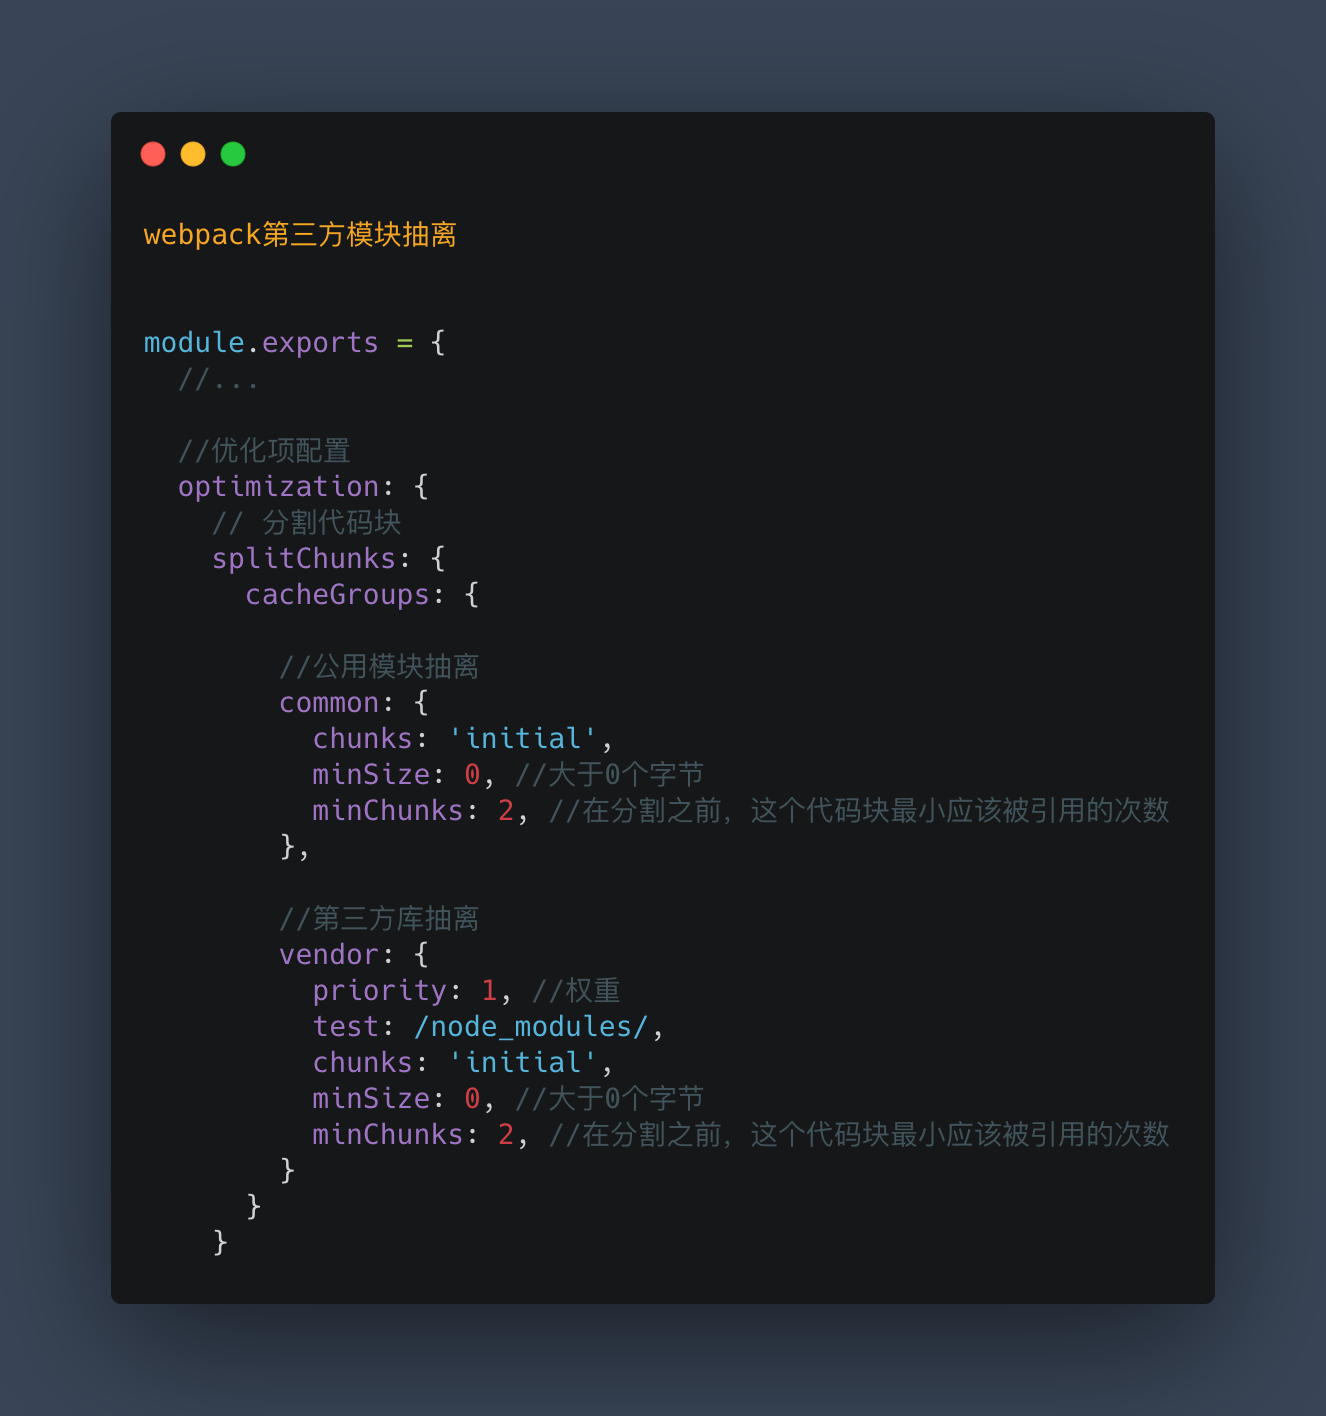 webpack第三方模块抽离
module.exports = {
  //...
  //优化项配置
  optimization: {
    // 分割代码块
    splitChunks: {
      cacheGroups: {
        //公用模块抽离
        common: {
          chunks: 'initial',
          minSize: 0, //大于0个字节
          minChunks: 2, //在分割之前，这个代码块最小应该被引用的次数
        },
        //第三方库抽离
        vendor: {
          priority: 1, //权重
          test: /node_modules/,
          chunks: 'initial',
          minSize: 0, //大于0个字节
          minChunks: 2, //在分割之前，这个代码块最小应该被引用的次数
        }
      }
    }